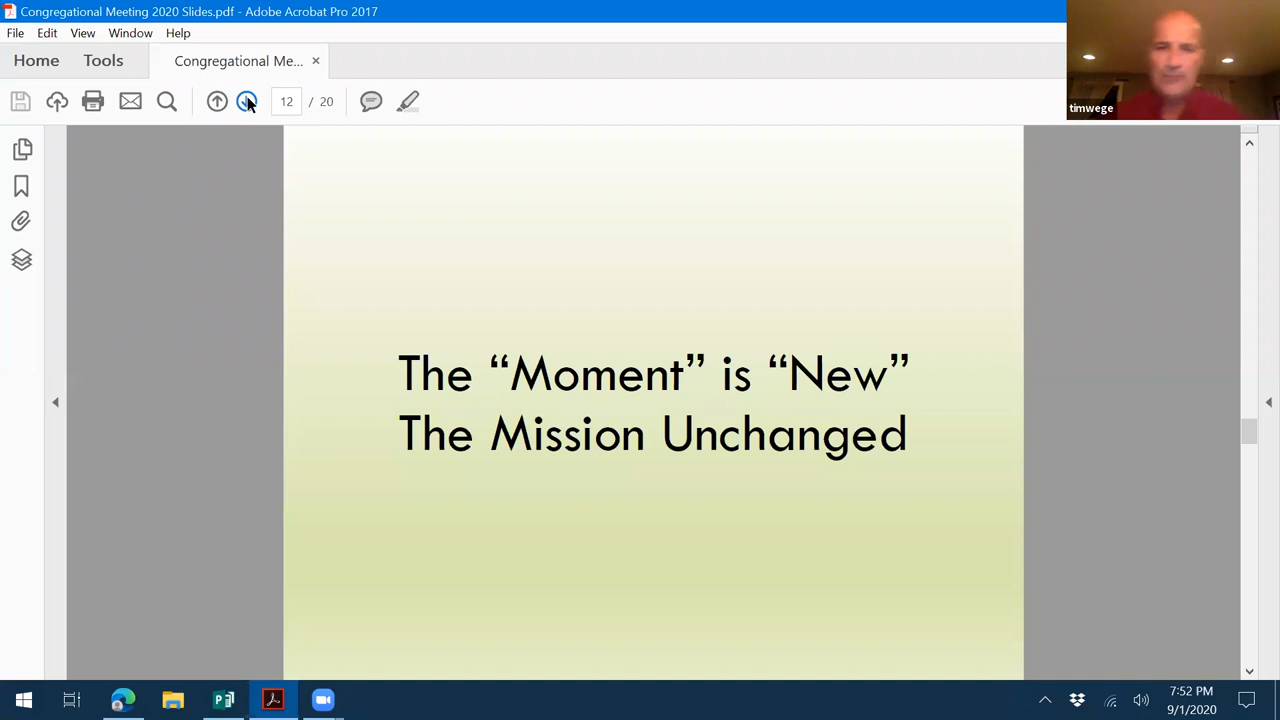 Congregational Meeting 2020 Slides.pdf - Adobe Acrobat Pro 2017
File Edit View Window Help
Home Tools Congregational Me... ×
12 / 20
timwege
The “Moment” is “New”
The Mission Unchanged
7:52 PM
9/1/2020